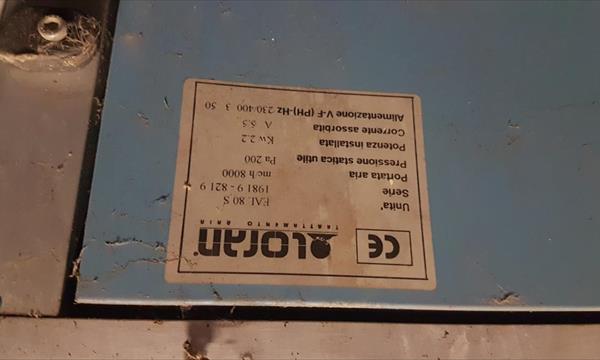 CE Loran
TRATTAMENTO ARIA
Unita' EAL 80 S
Serie 1981 9 - 821 9
Portata aria mc/h 8000
Pressione statica utile Pa 200
Potenza installata Kw 2.2
Corrente assorbita A 5.5
Alimentazione V-F (PH)-Hz 230/400 3 50